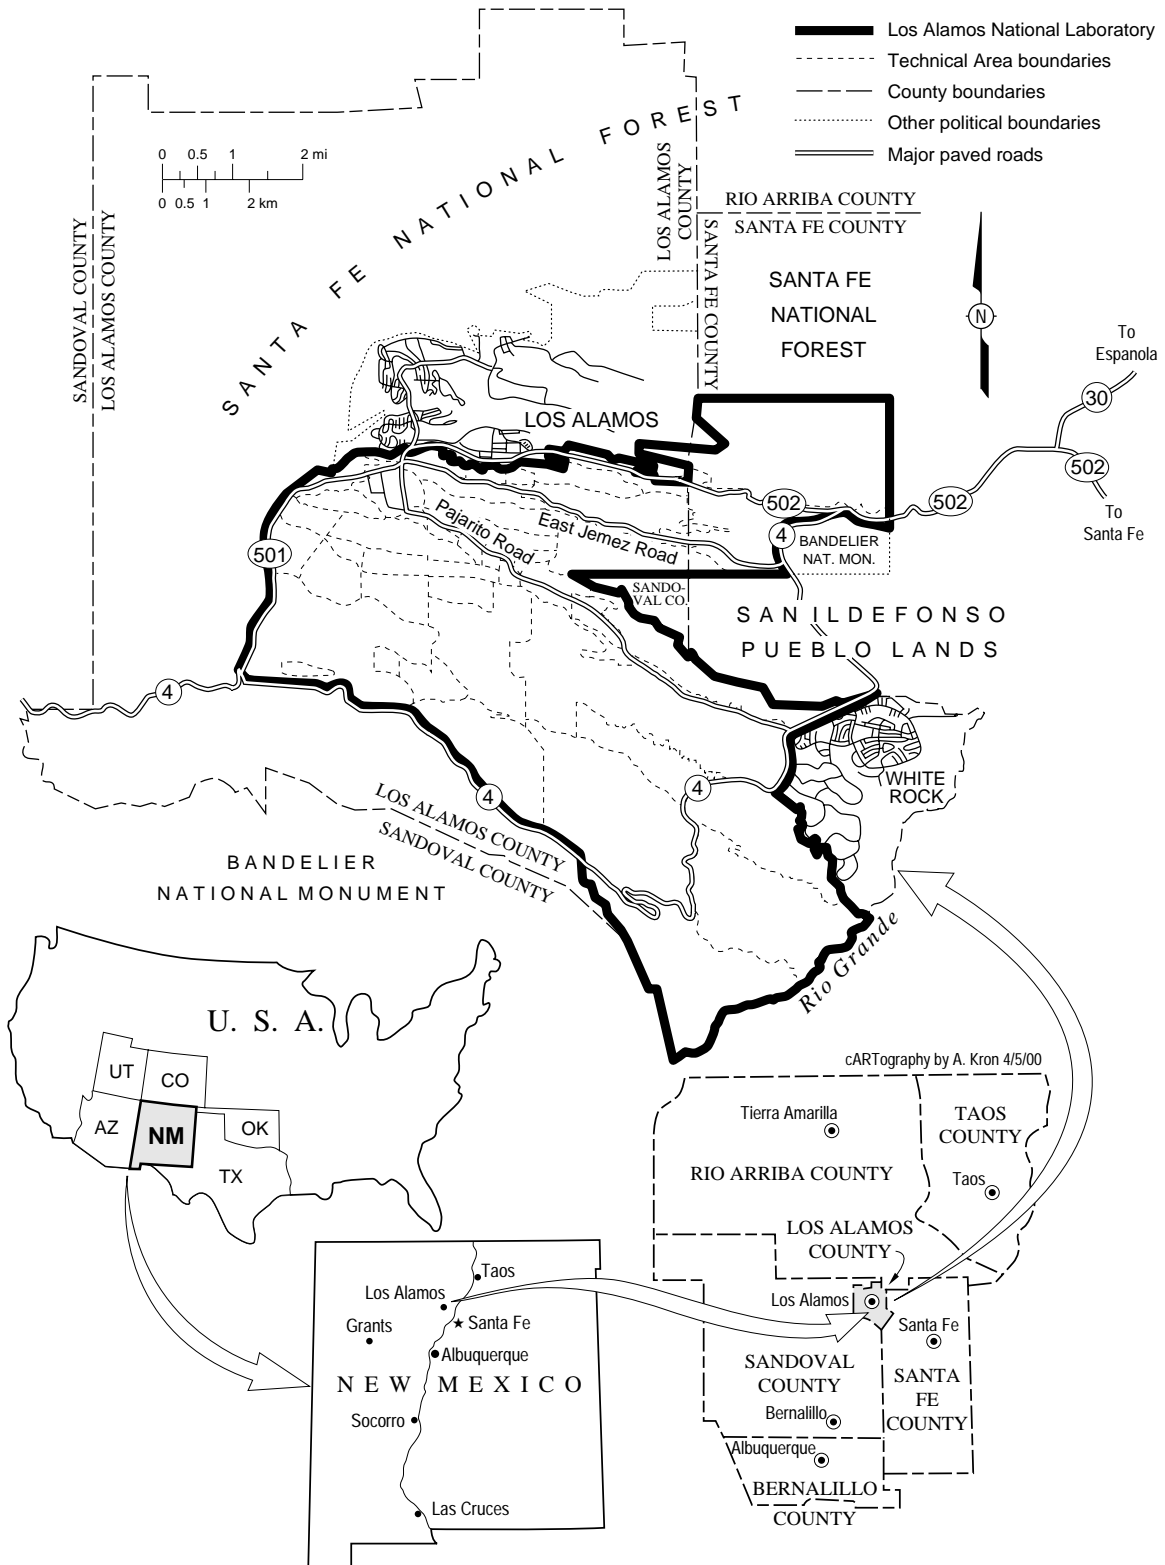 Los Alamos National Laboratory
Technical Area boundaries
County boundaries
Other political boundaries
Major paved roads
0 0.5 1 2 mi
0 0.5 1 2 km
SANTA FE NATIONAL FOREST
SANDOVAL COUNTY
LOS ALAMOS COUNTY
LOS ALAMOS
COUNTY
RIO ARRIBA COUNTY
SANTA FE COUNTY
SANTA FE COUNTY
SANTA FE
NATIONAL
FOREST
N
To
Espanola
30
502
To
Santa Fe
LOS ALAMOS
502
502
4
BANDELIER
NAT. MON.
Pajarito Road
East Jemez Road
501
SANDO-
VAL CO.
SAN ILDEFONSO
PUEBLO LANDS
4
WHITE
ROCK
4
4
LOS ALAMOS COUNTY
SANDOVAL COUNTY
BANDELIER
NATIONAL MONUMENT
Rio Grande
U. S. A.
UT
CO
AZ
NM
OK
TX
cARTography by A. Kron 4/5/00
Tierra Amarilla
TAOS
COUNTY
RIO ARRIBA COUNTY
Taos
LOS ALAMOS
COUNTY
Los Alamos
Santa Fe
SANDOVAL
COUNTY
SANTA
FE
COUNTY
Bernalillo
Albuquerque
BERNALILLO
COUNTY
Taos
Los Alamos
Santa Fe
Grants
Albuquerque
NEW MEXICO
Socorro
Las Cruces